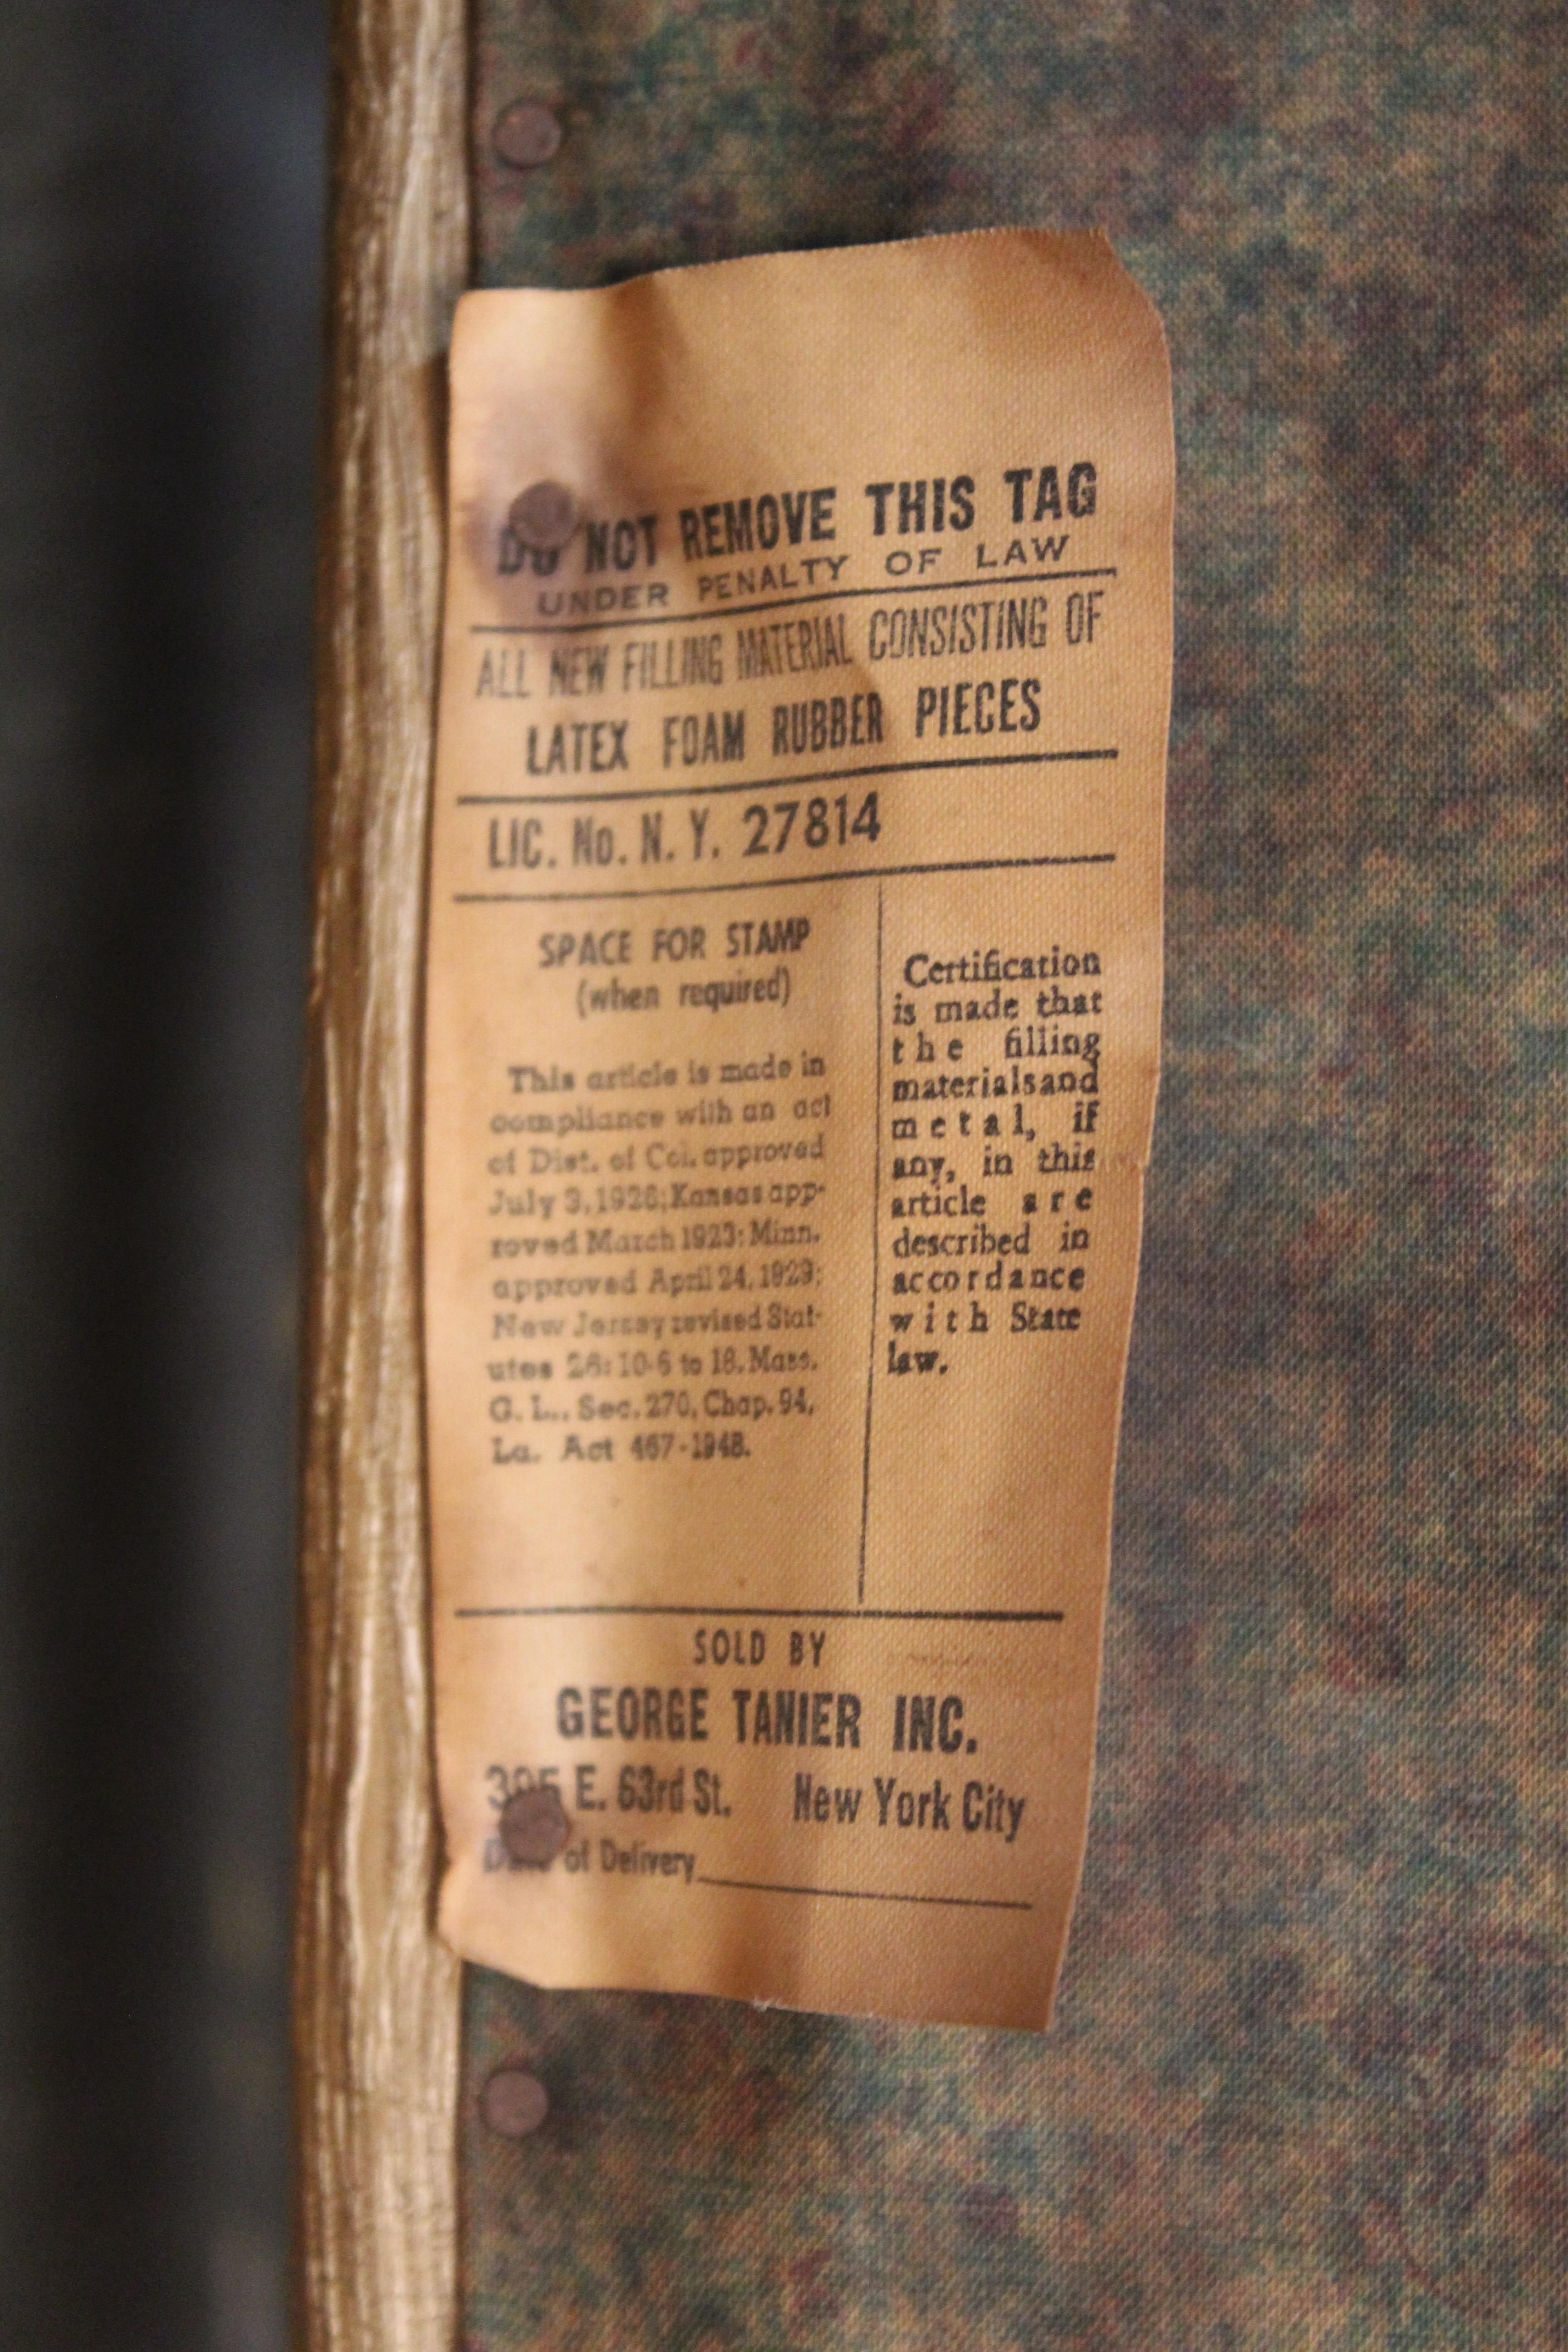 DO NOT REMOVE THIS TAG
UNDER PENALTY OF LAW
ALL NEW FILLING MATERIAL CONSISTING OF
LATEX FOAM RUBBER PIECES
LIC. No. N. Y. 27814
SPACE FOR STAMP
(when required)
This article is made in
compliance with an act
of Dist. of Col. approved
July 3, 1926; Kansas app-
roved March 1923; Minn.
approved April 24, 1929;
New Jersey revised Stat-
utes 26: 10-6 to 18. Mass.
G. L., Sec. 270, Chap. 94,
La. Act 467-1948.
Certification
is made that
the filling
materials and
metal, if
any, in this
article are
described in
accordance
with State
law.
SOLD BY
GEORGE TANIER INC.
305 E. 63rd St. New York City
Date of Delivery